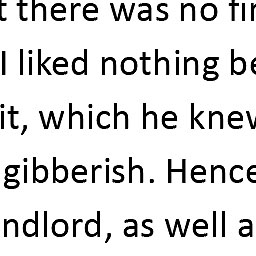 t there was no fi
I liked nothing be
it, which he knew
gibberish. Hence
ndlord, as well a